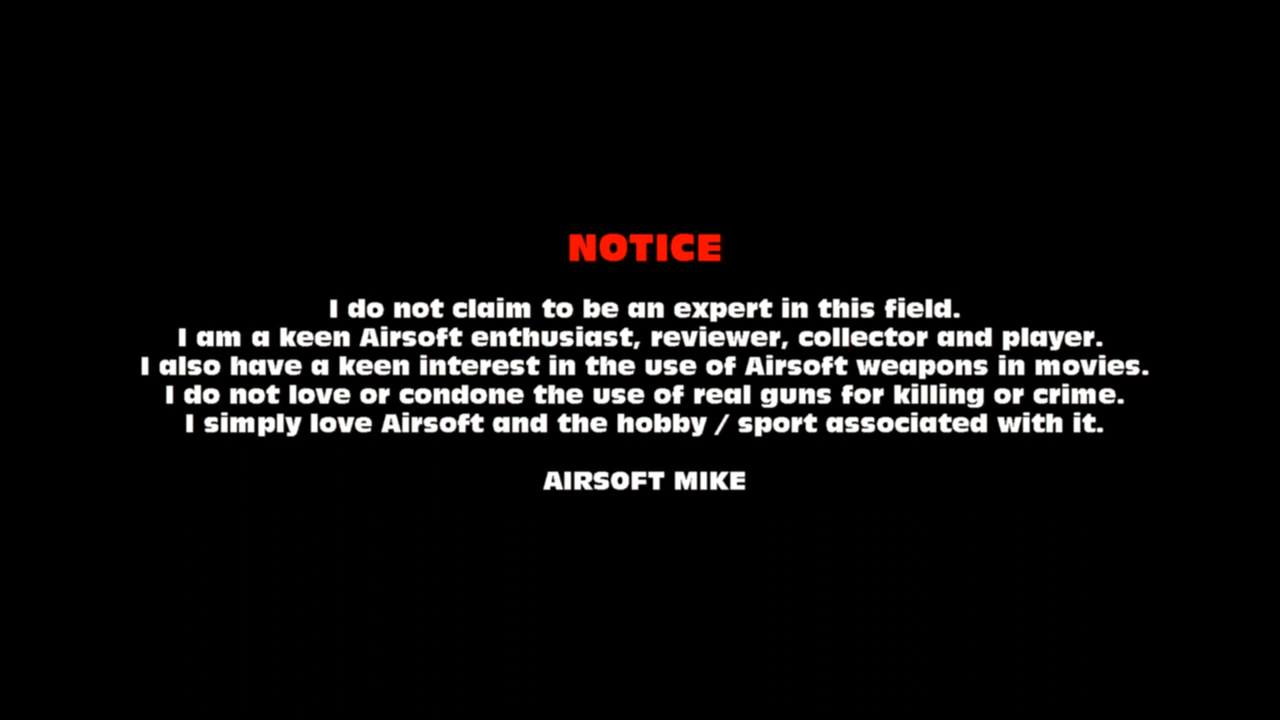 NOTICE
I do not claim to be an expert in this field.
I am a keen Airsoft enthusiast, reviewer, collector and player.
I also have a keen interest in the use of Airsoft weapons in movies.
I do not love or condone the use of real guns for killing or crime.
I simply love Airsoft and the hobby / sport associated with it.
AIRSOFT MIKE